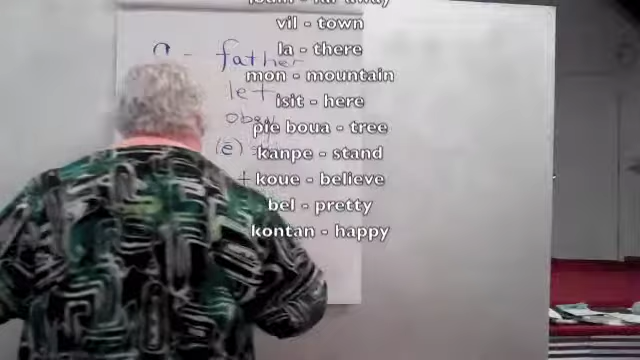 vil - town
la - there
mon - mountain
isit - here
pie boua - tree
kanpe - stand
koue - believe
bel - pretty
kontan - happy
a - father
let
obey
(ē)